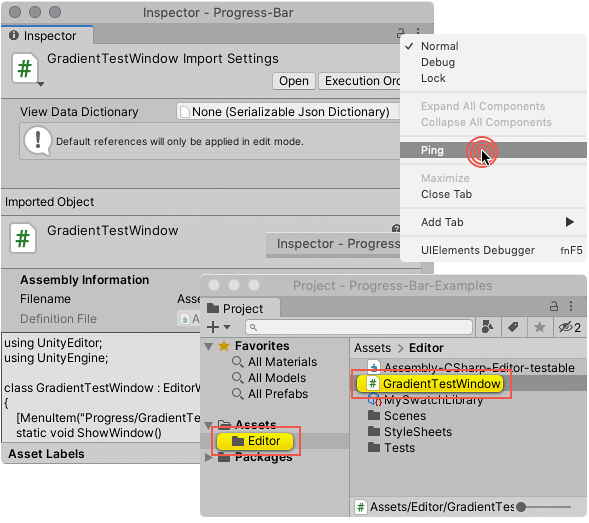 Inspector - Progress-Bar
Inspector
GradientTestWindow Import Settings
Open
Execution Ord
View Data Dictionary
None (Serializable Json Dictionary)
Default references will only be applied in edit mode.
Imported Object
GradientTestWindow
Inspector - Progress
Assembly Information
Filename
Asse
Definition File
using UnityEditor;
using UnityEngine;
class GradientTestWindow : EditorW
{
[MenuItem("Progress/GradientT
static void ShowWindow()
Asset Labels
✓ Normal
Debug
Lock
Expand All Components
Collapse All Components
Ping
Maximize
Close Tab
Add Tab
UIElements Debugger fnF5
Project - Progress-Bar-Examples
Project
2
Favorites
All Materials
All Models
All Prefabs
Assets
Editor
Packages
Assets > Editor
Assembly-CSharp-Editor-testable
# GradientTestWindow
MySwatchLibrary
Scenes
StyleSheets
Tests
# Assets/Editor/GradientTes